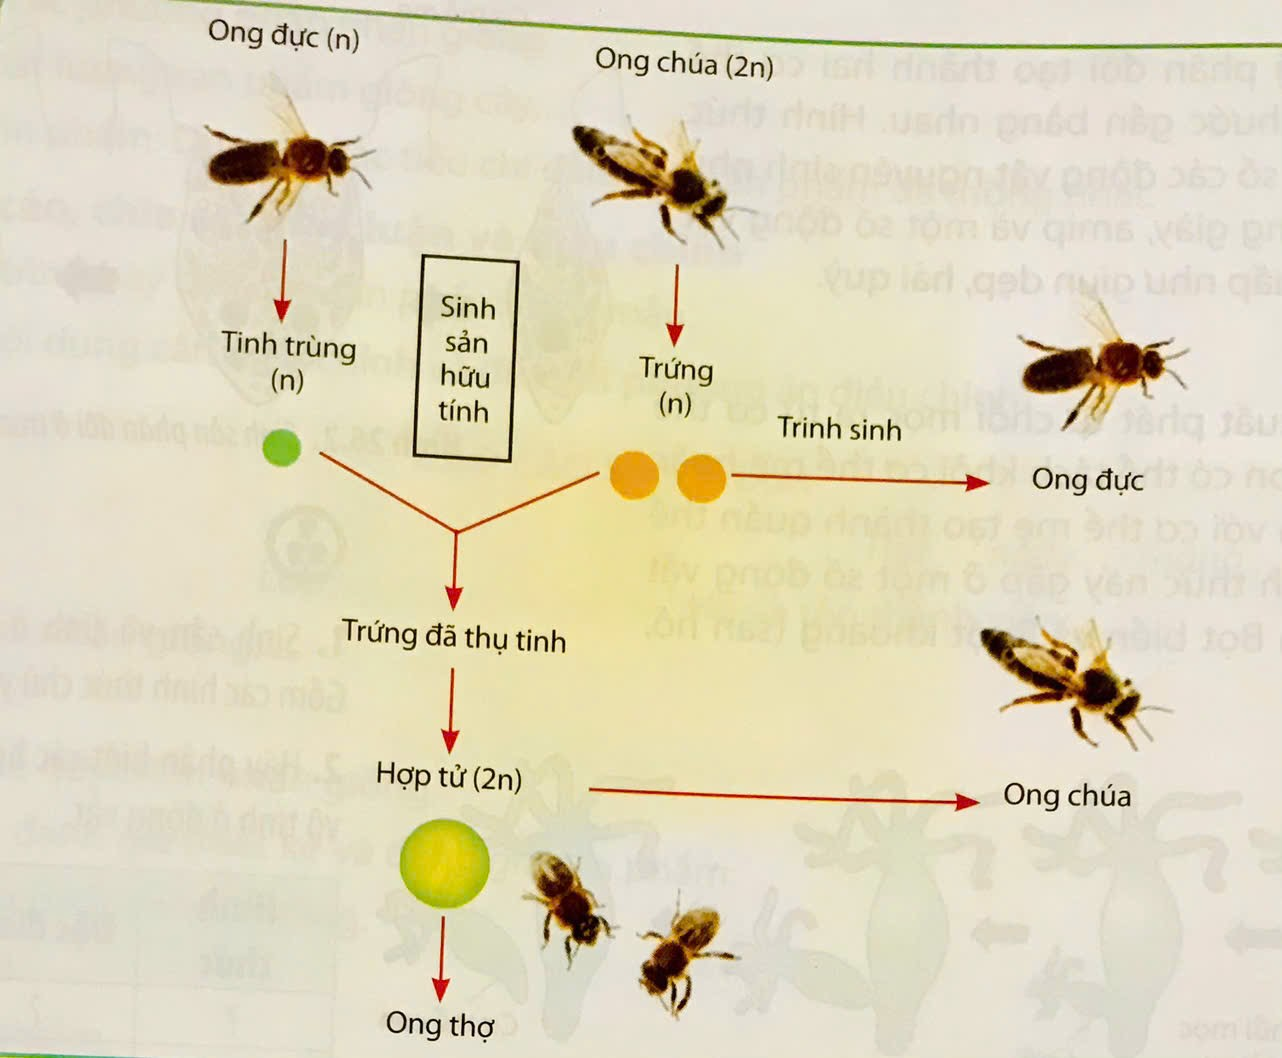 Ong đực (n)
Ong chúa (2n)
Tinh trùng
(n)
Sinh
sản
hữu
tính
Trứng
(n)
Trinh sinh
Ong đực
Trứng đã thụ tinh
Hợp tử (2n)
Ong chúa
Ong thợ